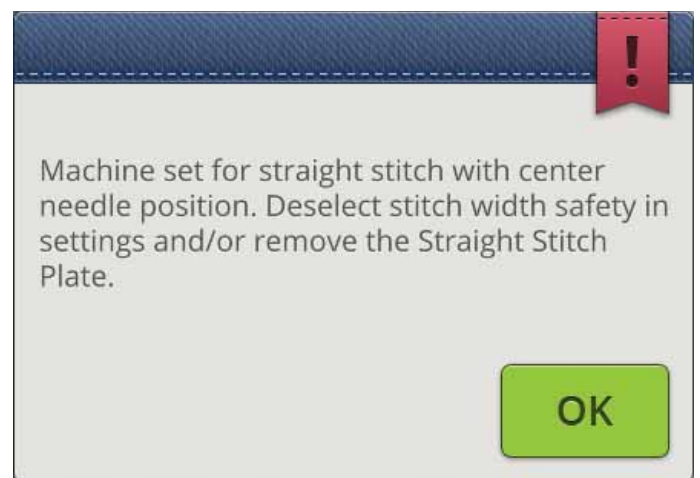 !
Machine set for straight stitch with center
needle position. Deselect stitch width safety in
settings and/or remove the Straight Stitch
Plate.
OK